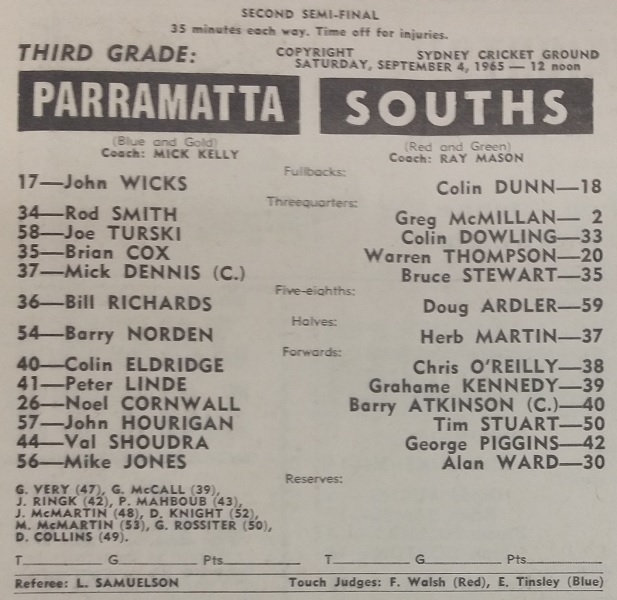 SECOND SEMI-FINAL
35 minutes each way. Time off for injuries.
THIRD GRADE: COPYRIGHT SYDNEY CRICKET GROUND
SATURDAY, SEPTEMBER 4, 1965 — 12 noon
PARRAMATTA SOUTHS
(Blue and Gold) (Red and Green)
Coach: MICK KELLY Coach: RAY MASON
Fullbacks:
17—John WICKS Colin DUNN—18
Threequarters:
34—Rod SMITH Greg McMILLAN— 2
58—Joe TURSKI Colin DOWLING—33
35—Brian COX Warren THOMPSON—20
37—Mick DENNIS (C.) Bruce STEWART—35
Five-eighths:
36—Bill RICHARDS Doug ARDLER—59
Halves:
54—Barry NORDEN Herb MARTIN—37
Forwards:
40—Colin ELDRIDGE Chris O'REILLY—38
41—Peter LINDE Grahame KENNEDY—39
26—Noel CORNWALL Barry ATKINSON (C.)—40
57—John HOURIGAN Tim STUART—50
44—Val SHOUDRA George PIGGINS—42
56—Mike JONES Alan WARD—30
Reserves:
G. VERY (47), G. McCALL (39),
J. RINGK (42), P. MAHBOUB (43),
J. McMARTIN (48), D. KNIGHT (52),
M. McMARTIN (53), G. ROSSITER (50),
D. COLLINS (49).
T G Pts T G Pts
Referee: L. SAMUELSON Touch Judges: F. Walsh (Red), E. Tinsley (Blue)